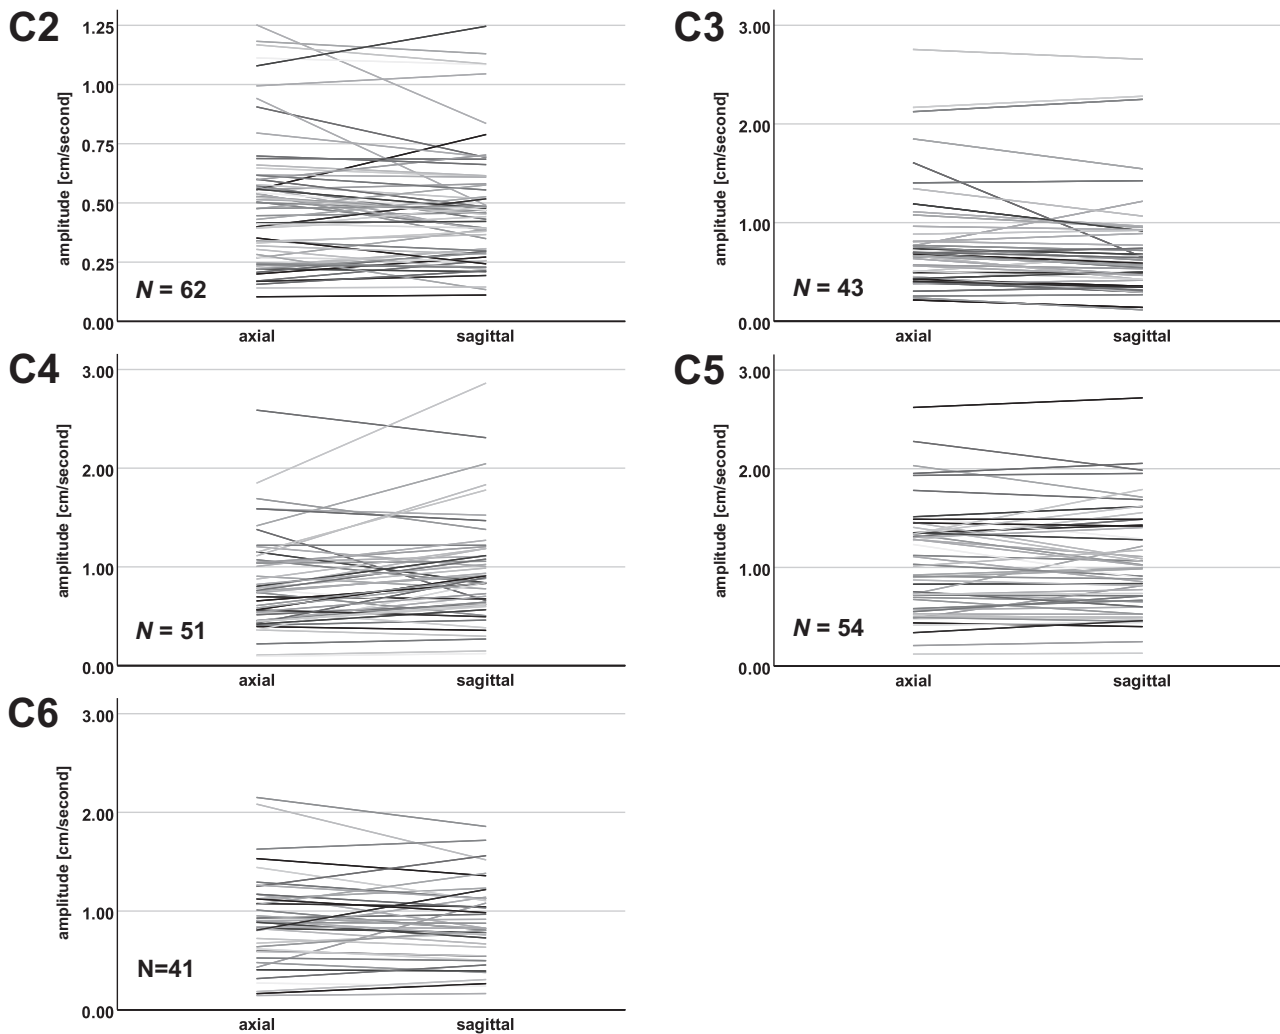 C2
amplitude [cm/second]
1.25
1.00
0.75
0.50
0.25
0.00
N = 62
axial sagittal
C3
amplitude [cm/second]
3.00
2.00
1.00
0.00
N = 43
axial sagittal
C4
amplitude [cm/second]
3.00
2.00
1.00
0.00
N = 51
axial sagittal
C5
amplitude [cm/second]
3.00
2.00
1.00
0.00
N = 54
axial sagittal
C6
amplitude [cm/second]
3.00
2.00
1.00
0.00
N=41
axial sagittal